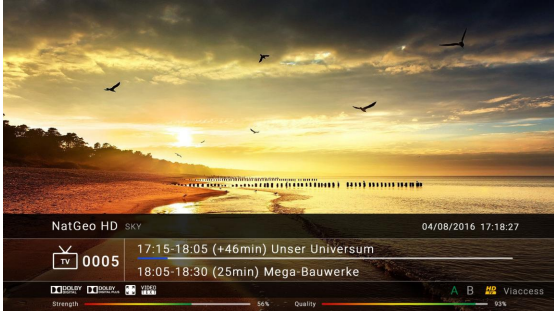 NatGeo HD SKY 04/08/2016 17:18:27
TV 0005
17:15-18:05 (+46min) Unser Universum
18:05-18:30 (25min) Mega-Bauwerke
DOLBY DIGITAL DOLBY DIGITAL PLUS VIDEO TEXT A B HD Viaccess
Strength 56% Quality 93%